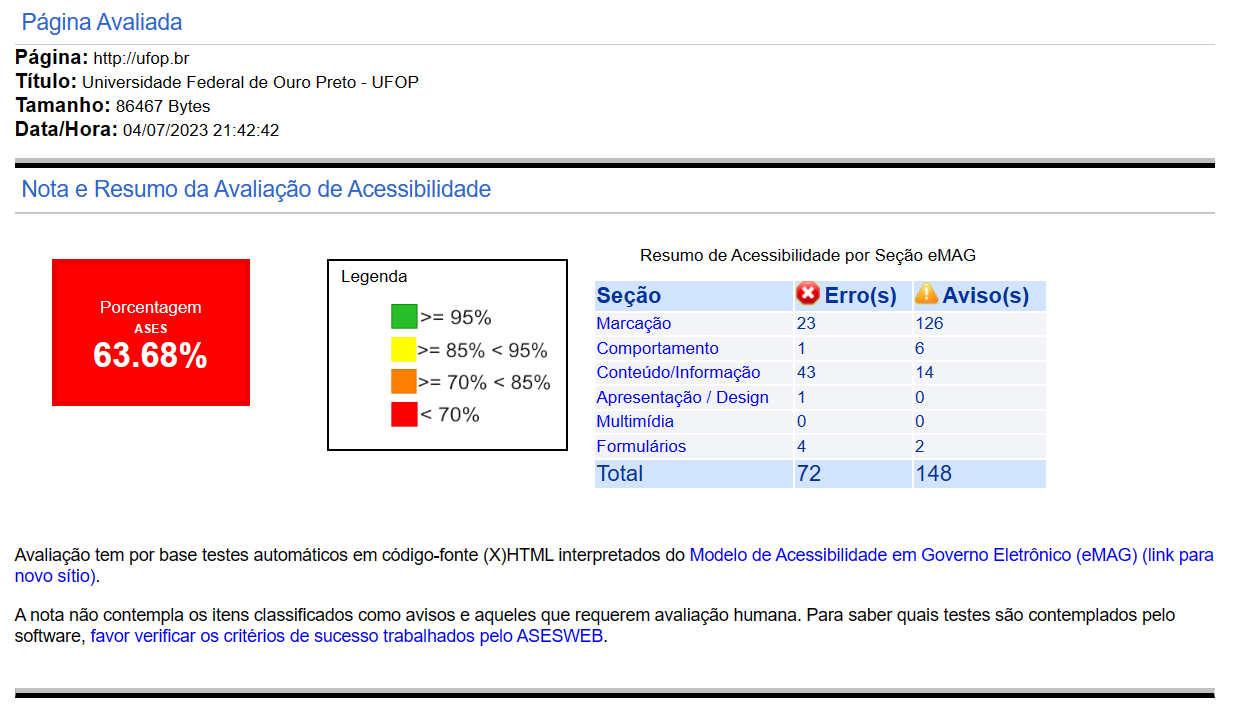 Página Avaliada
Página: http://ufop.br
Título: Universidade Federal de Ouro Preto - UFOP
Tamanho: 86467 Bytes
Data/Hora: 04/07/2023 21:42:42
Nota e Resumo da Avaliação de Acessibilidade
Porcentagem
ASES
63.68%
Legenda
>= 95%
>= 85% < 95%
>= 70% < 85%
< 70%
Resumo de Acessibilidade por Seção eMAG
Seção Erro(s) Aviso(s)
Marcação 23 126
Comportamento 1 6
Conteúdo/Informação 43 14
Apresentação / Design 1 0
Multimídia 0 0
Formulários 4 2
Total 72 148
Avaliação tem por base testes automáticos em código-fonte (X)HTML interpretados do Modelo de Acessibilidade em Governo Eletrônico (eMAG) (link para
novo sítio).
A nota não contempla os itens classificados como avisos e aqueles que requerem avaliação humana. Para saber quais testes são contemplados pelo
software, favor verificar os critérios de sucesso trabalhados pelo ASESWEB.